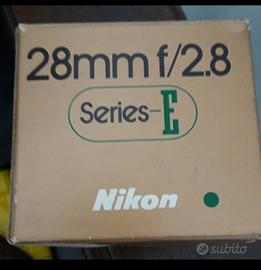 28mm f/2.8
Series-E
Nikon
subito